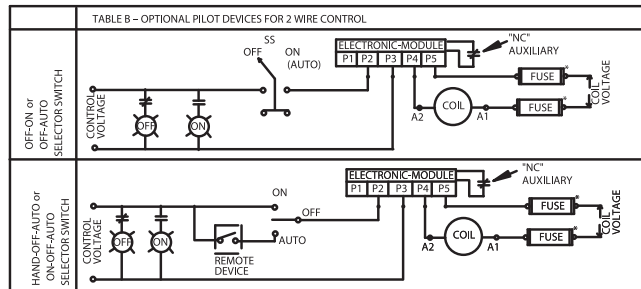 TABLE B – OPTIONAL PILOT DEVICES FOR 2 WIRE CONTROL
OFF-ON or
OFF-AUTO
SELECTOR SWITCH
CONTROL
VOLTAGE
OFF
ON
SS
OFF
ON
(AUTO)
ELECTRONIC-MODULE
P1 P2 P3 P4 P5
"NC"
AUXILIARY
A2
COIL
A1
FUSE*
FUSE*
COIL
VOLTAGE
HAND-OFF-AUTO or
ON-OFF-AUTO
SELECTOR SWITCH
CONTROL
VOLTAGE
OFF
ON
REMOTE
DEVICE
ON
OFF
AUTO
ELECTRONIC-MODULE
P1 P2 P3 P4 P5
"NC"
AUXILIARY
A2
COIL
A1
FUSE*
FUSE*
COIL
VOLTAGE